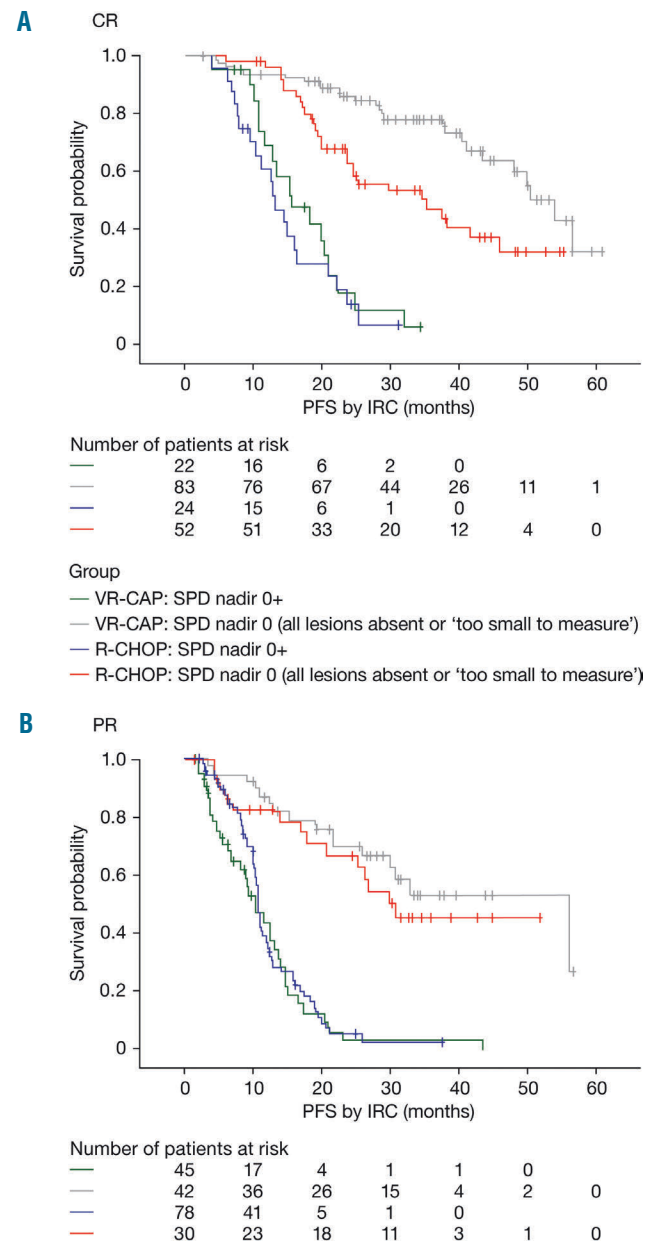 A
CR
1.0
0.8
0.6
0.4
0.2
0
Survival probability
0 10 20 30 40 50 60
PFS by IRC (months)
Number of patients at risk
22 16 6 2 0
83 76 67 44 26 11 1
24 15 6 1 0
52 51 33 20 12 4 0
Group
VR-CAP: SPD nadir 0+
VR-CAP: SPD nadir 0 (all lesions absent or ‘too small to measure’)
R-CHOP: SPD nadir 0+
R-CHOP: SPD nadir 0 (all lesions absent or ‘too small to measure’)
B
PR
1.0
0.8
0.6
0.4
0.2
0
Survival probability
0 10 20 30 40 50 60
PFS by IRC (months)
Number of patients at risk
45 17 4 1 1 0
42 36 26 15 4 2 0
78 41 5 1 0
30 23 18 11 3 1 0